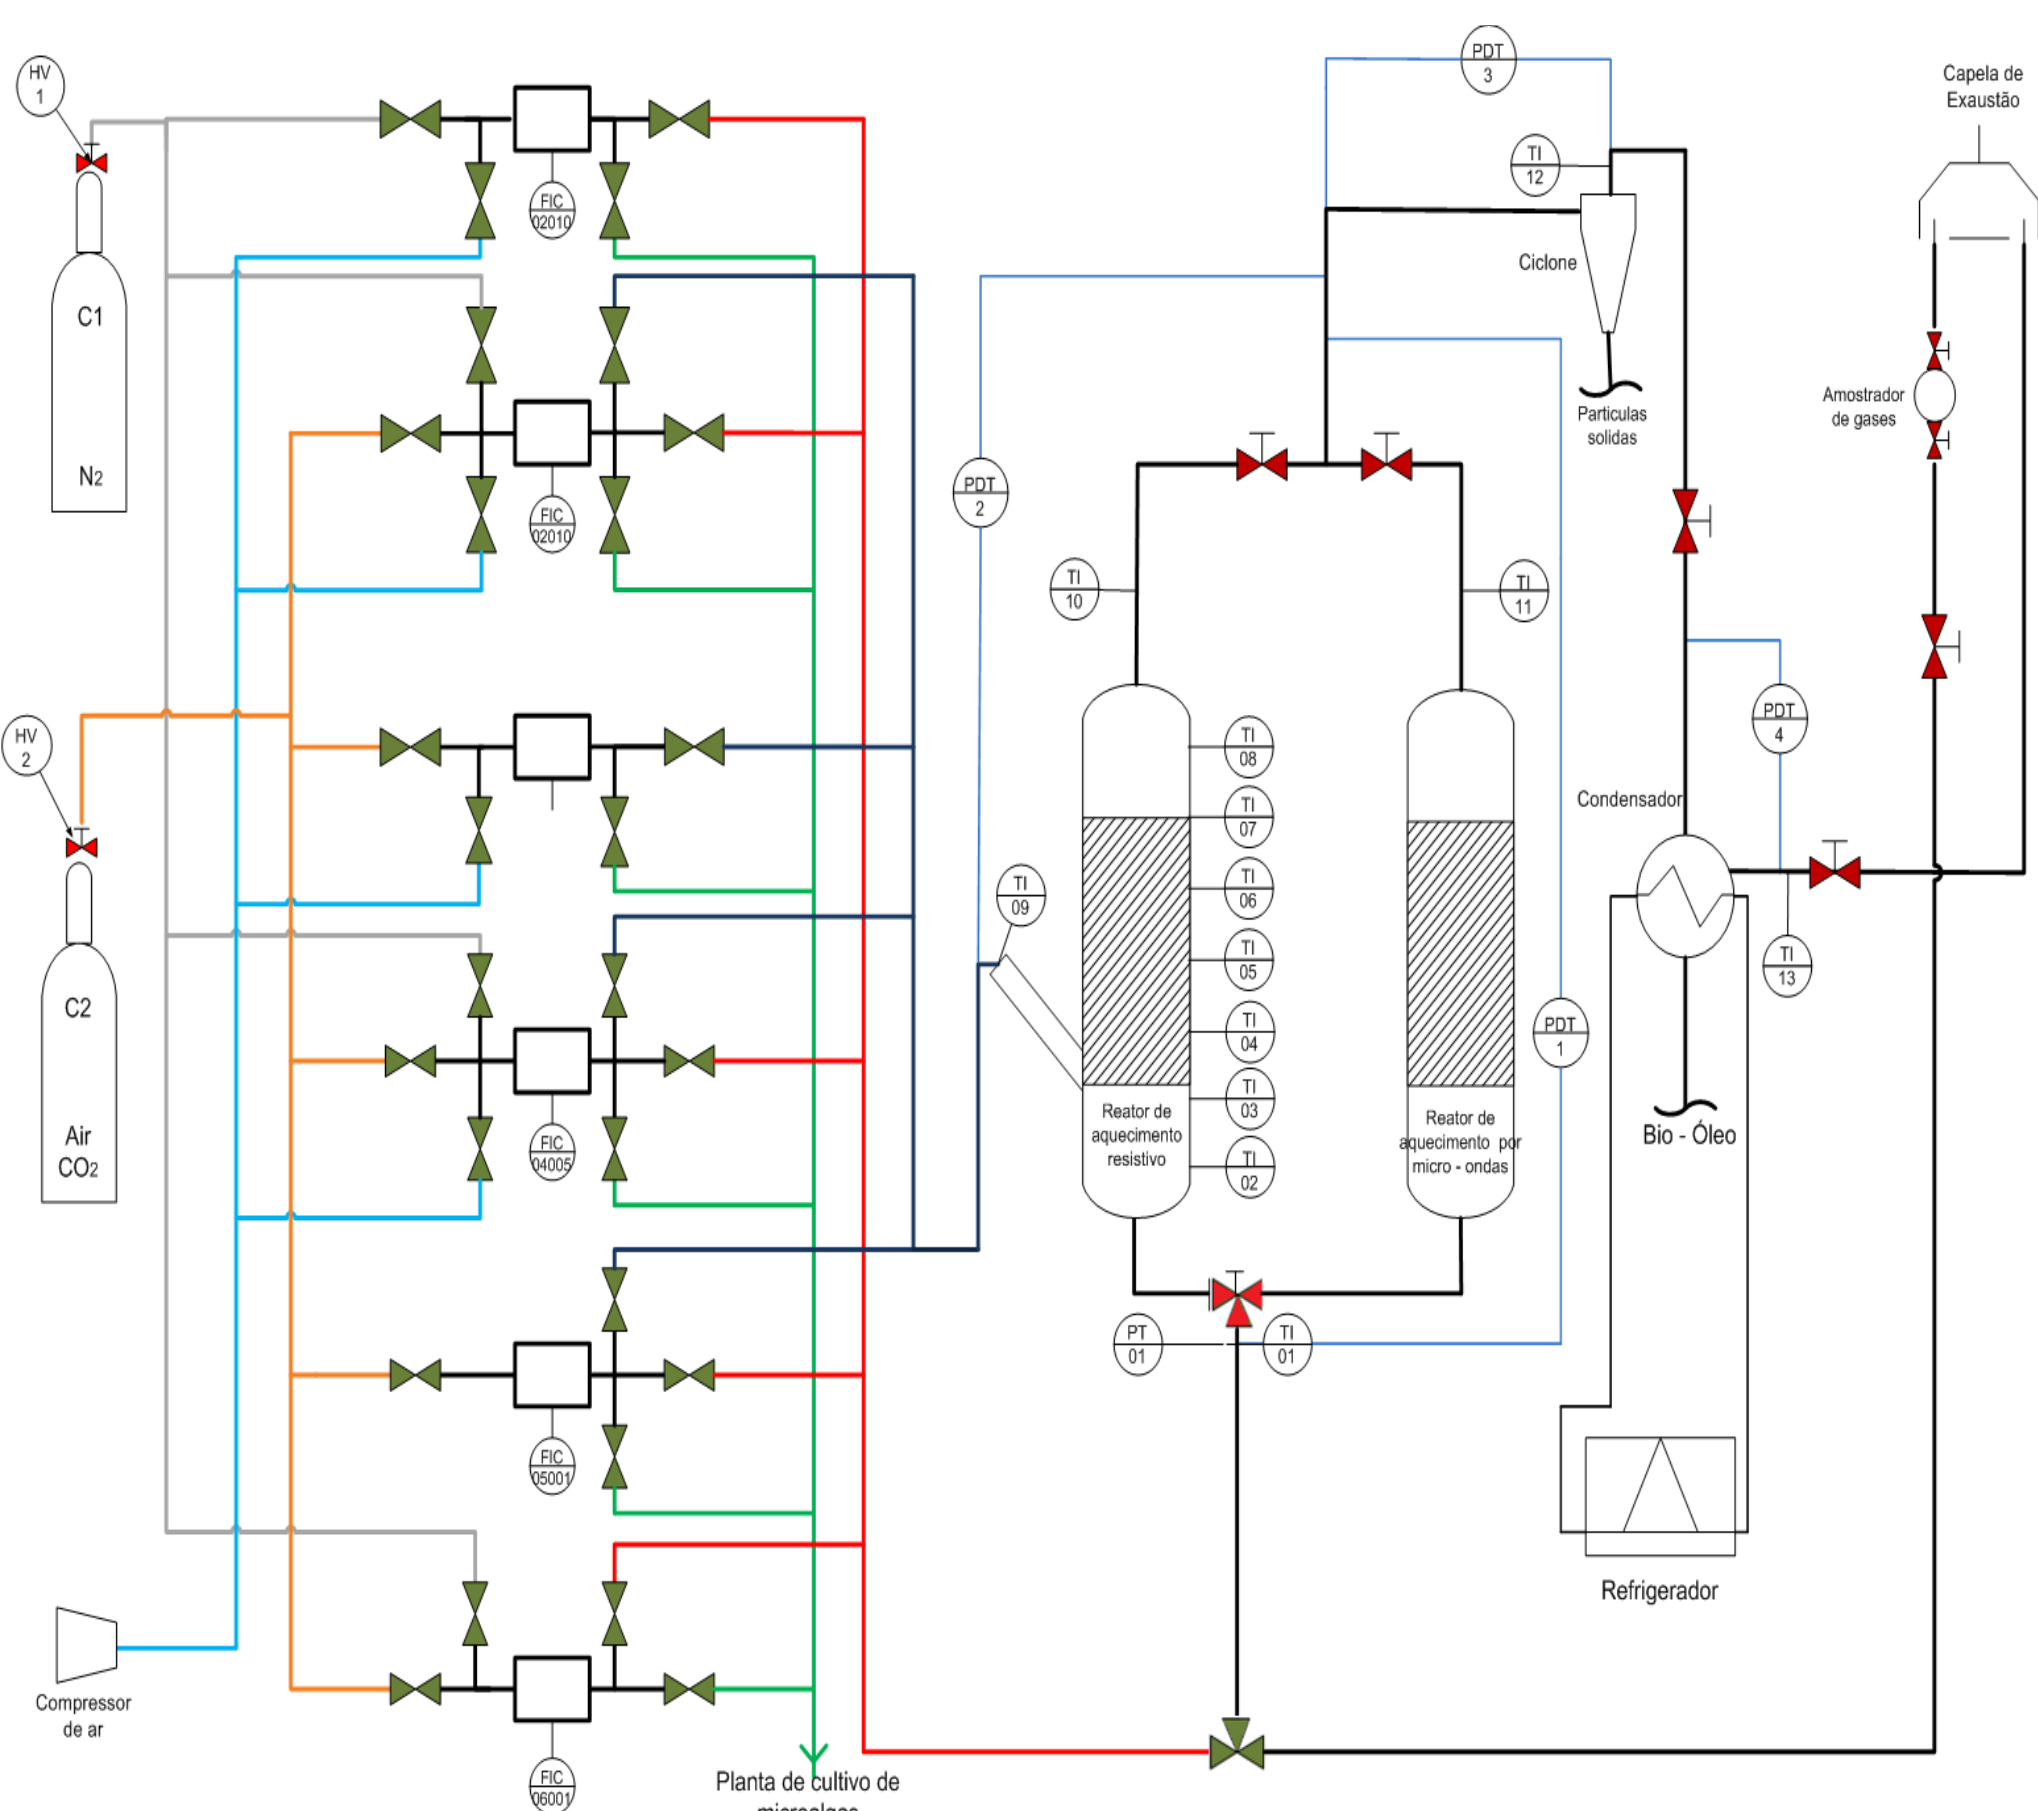 HV
1
C1
N2
HV
2
C2
Air
CO2
Compressor
de ar
FIC
02010
FIC
02010
FIC
04005
FIC
05001
FIC
06001
Planta de cultivo de
microalgas
PDT
3
TI
12
Ciclone
Particulas
solidas
Capela de
Exaustão
Amostrador
de gases
PDT
2
TI
10
TI
11
TI
08
TI
07
TI
06
TI
05
TI
04
TI
03
TI
02
TI
09
Reator de
aquecimento
resistivo
Reator de
aquecimento por
micro - ondas
PDT
1
PT
01
TI
01
PDT
4
Condensador
TI
13
Bio - Óleo
Refrigerador